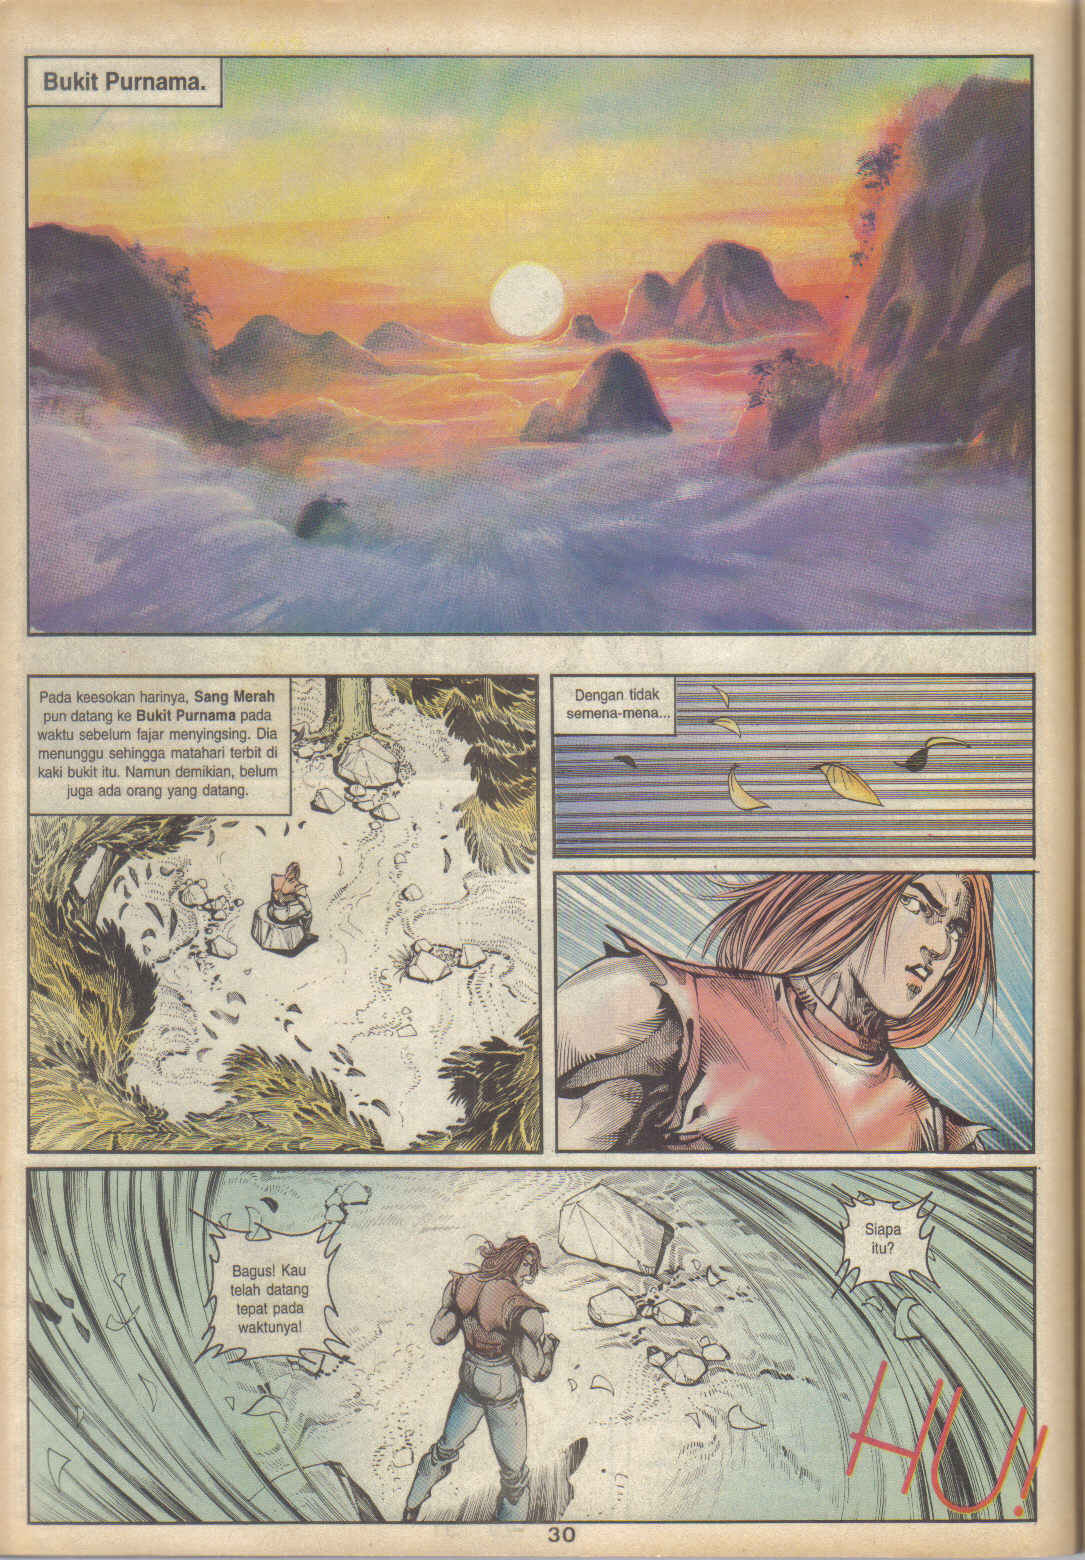 Bukit Purnama.
Pada keesokan harinya, Sang Merah
pun datang ke Bukit Purnama pada
waktu sebelum fajar menyingsing. Dia
menunggu sehingga matahari terbit di
kaki bukit itu. Namun demikian, belum
juga ada orang yang datang.
Dengan tidak
semena-mena...
Bagus! Kau
telah datang
tepat pada
waktunya!
Siapa
itu?
HU!
30